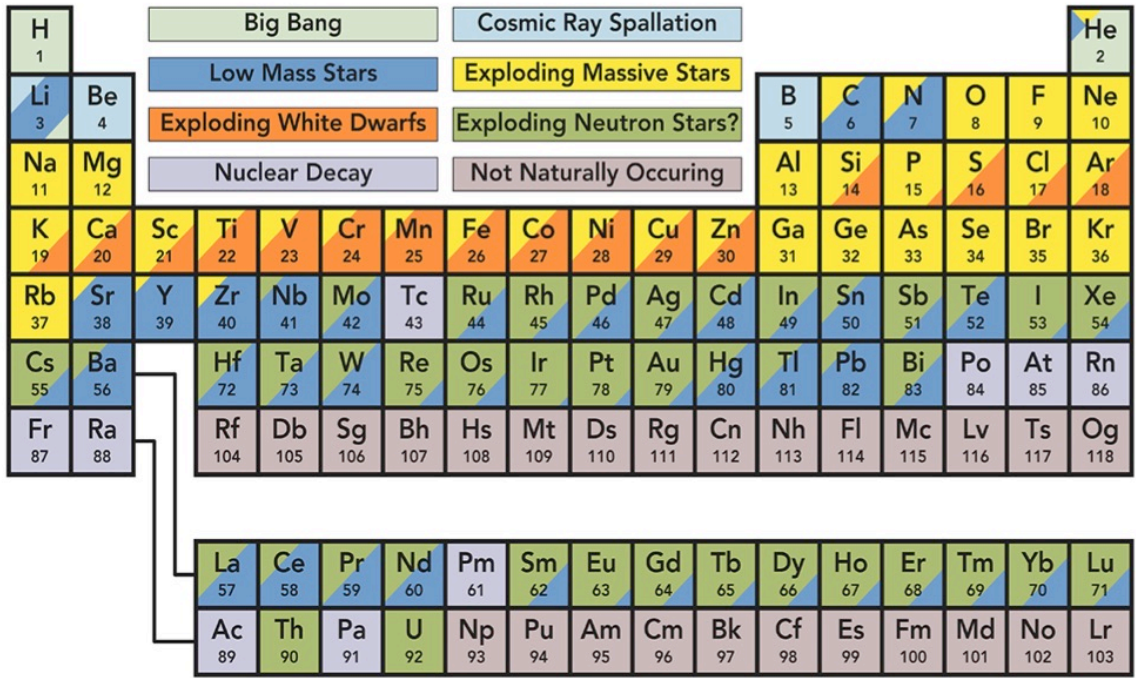 H Big Bang Cosmic Ray Spallation He
1 2
Li Be Low Mass Stars Exploding Massive Stars B C N O F Ne
3 4 5 6 7 8 9 10
Exploding White Dwarfs Exploding Neutron Stars?
Na Mg Nuclear Decay Not Naturally Occuring Al Si P S Cl Ar
11 12 13 14 15 16 17 18
K Ca Sc Ti V Cr Mn Fe Co Ni Cu Zn Ga Ge As Se Br Kr
19 20 21 22 23 24 25 26 27 28 29 30 31 32 33 34 35 36
Rb Sr Y Zr Nb Mo Tc Ru Rh Pd Ag Cd In Sn Sb Te I Xe
37 38 39 40 41 42 43 44 45 46 47 48 49 50 51 52 53 54
Cs Ba Hf Ta W Re Os Ir Pt Au Hg Tl Pb Bi Po At Rn
55 56 72 73 74 75 76 77 78 79 80 81 82 83 84 85 86
Fr Ra Rf Db Sg Bh Hs Mt Ds Rg Cn Nh Fl Mc Lv Ts Og
87 88 104 105 106 107 108 109 110 111 112 113 114 115 116 117 118
La Ce Pr Nd Pm Sm Eu Gd Tb Dy Ho Er Tm Yb Lu
57 58 59 60 61 62 63 64 65 66 67 68 69 70 71
Ac Th Pa U Np Pu Am Cm Bk Cf Es Fm Md No Lr
89 90 91 92 93 94 95 96 97 98 99 100 101 102 103